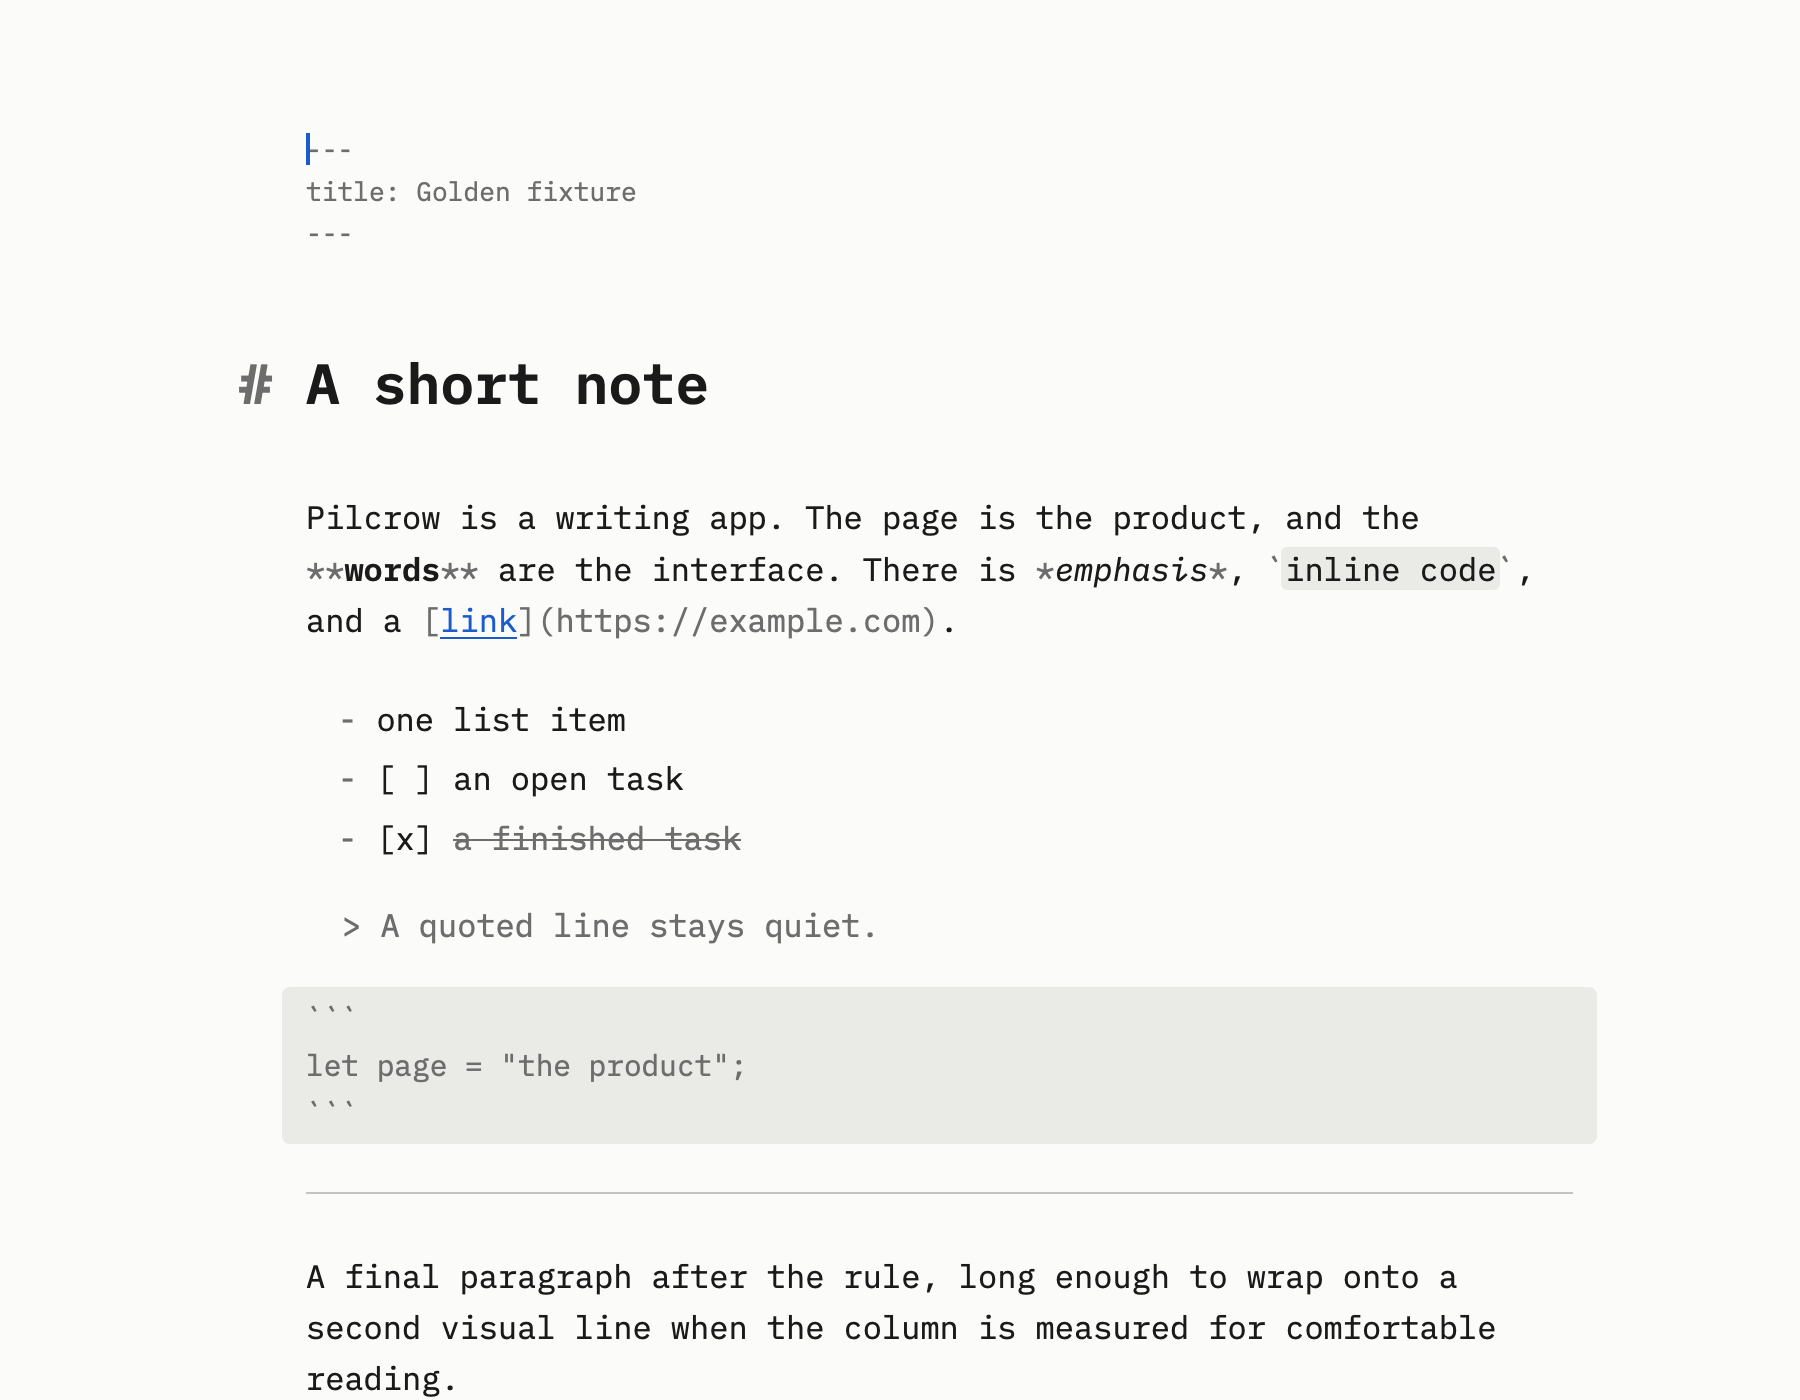 ---
title: Golden fixture
---
# A short note
Pilcrow is a writing app. The page is the product, and the
**words** are the interface. There is *emphasis*, `inline code`,
and a [link](https://example.com).
- one list item
- [ ] an open task
- [x] a finished task
> A quoted line stays quiet.
```
let page = "the product";
```
A final paragraph after the rule, long enough to wrap onto a
second visual line when the column is measured for comfortable
reading.